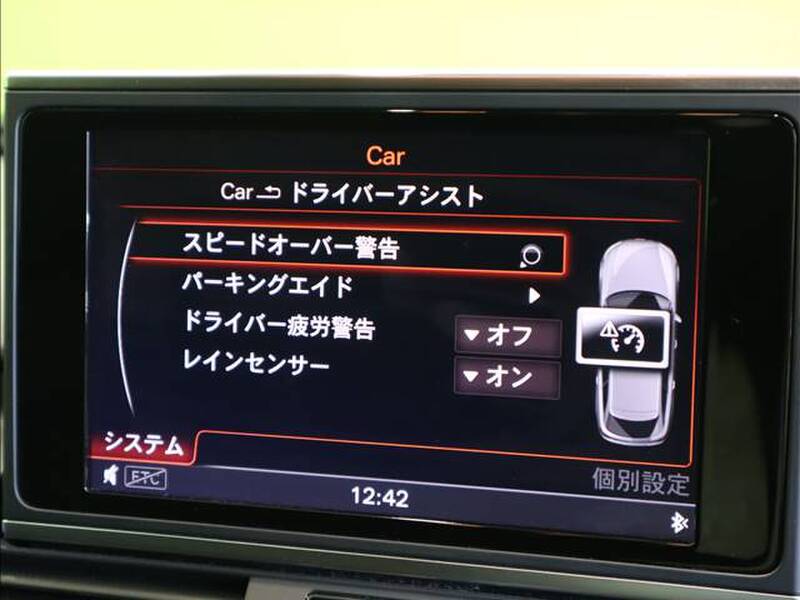 Car
Car ドライバーアシスト
スピードオーバー警告
パーキングエイド
ドライバー疲労警告 オフ
レインセンサー オン
システム
ETC
個別設定
12:42